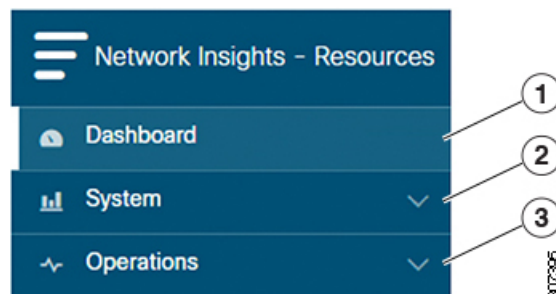 Network Insights - Resources
1
Dashboard
2
System
3
Operations